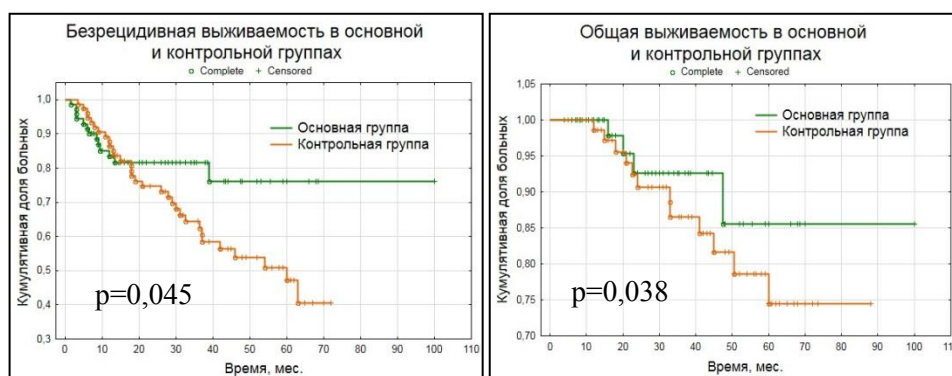 Безрецидивная выживаемость в основной
и контрольной группах
Complete + Censored
1,0
0,9
0,8
0,7
0,6
0,5
0,4
0,3
Кумулятивная доля больных
Основная группа
Контрольная группа
p=0,045
0 10 20 30 40 50 60 70 80 90 100 110
Время, мес.
Общая выживаемость в основной
и контрольной группах
Complete + Censored
1,05
1,00
0,95
0,90
0,85
0,80
0,75
0,70
Кумулятивная доля больных
Основная группа
Контрольная группа
p=0,038
0 10 20 30 40 50 60 70 80 90 100 11
Время, мес.